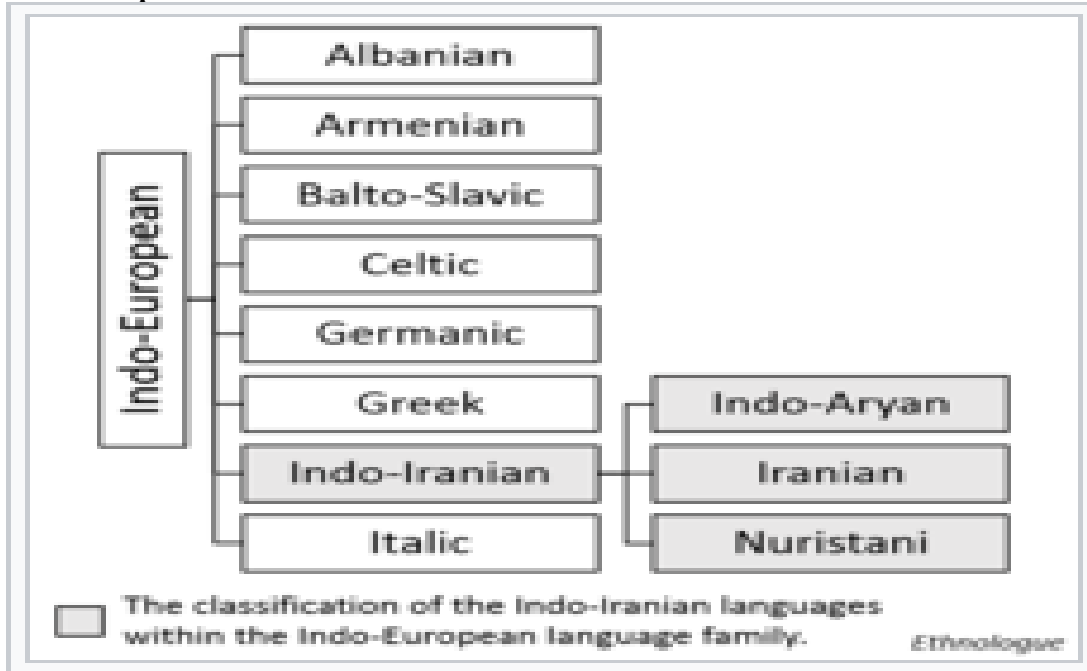 Indo-European
Albanian
Armenian
Balto-Slavic
Celtic
Germanic
Greek
Indo-Iranian
Italic
Indo-Aryan
Iranian
Nuristani
The classification of the Indo-Iranian languages
within the Indo-European language family.
Ethnologue